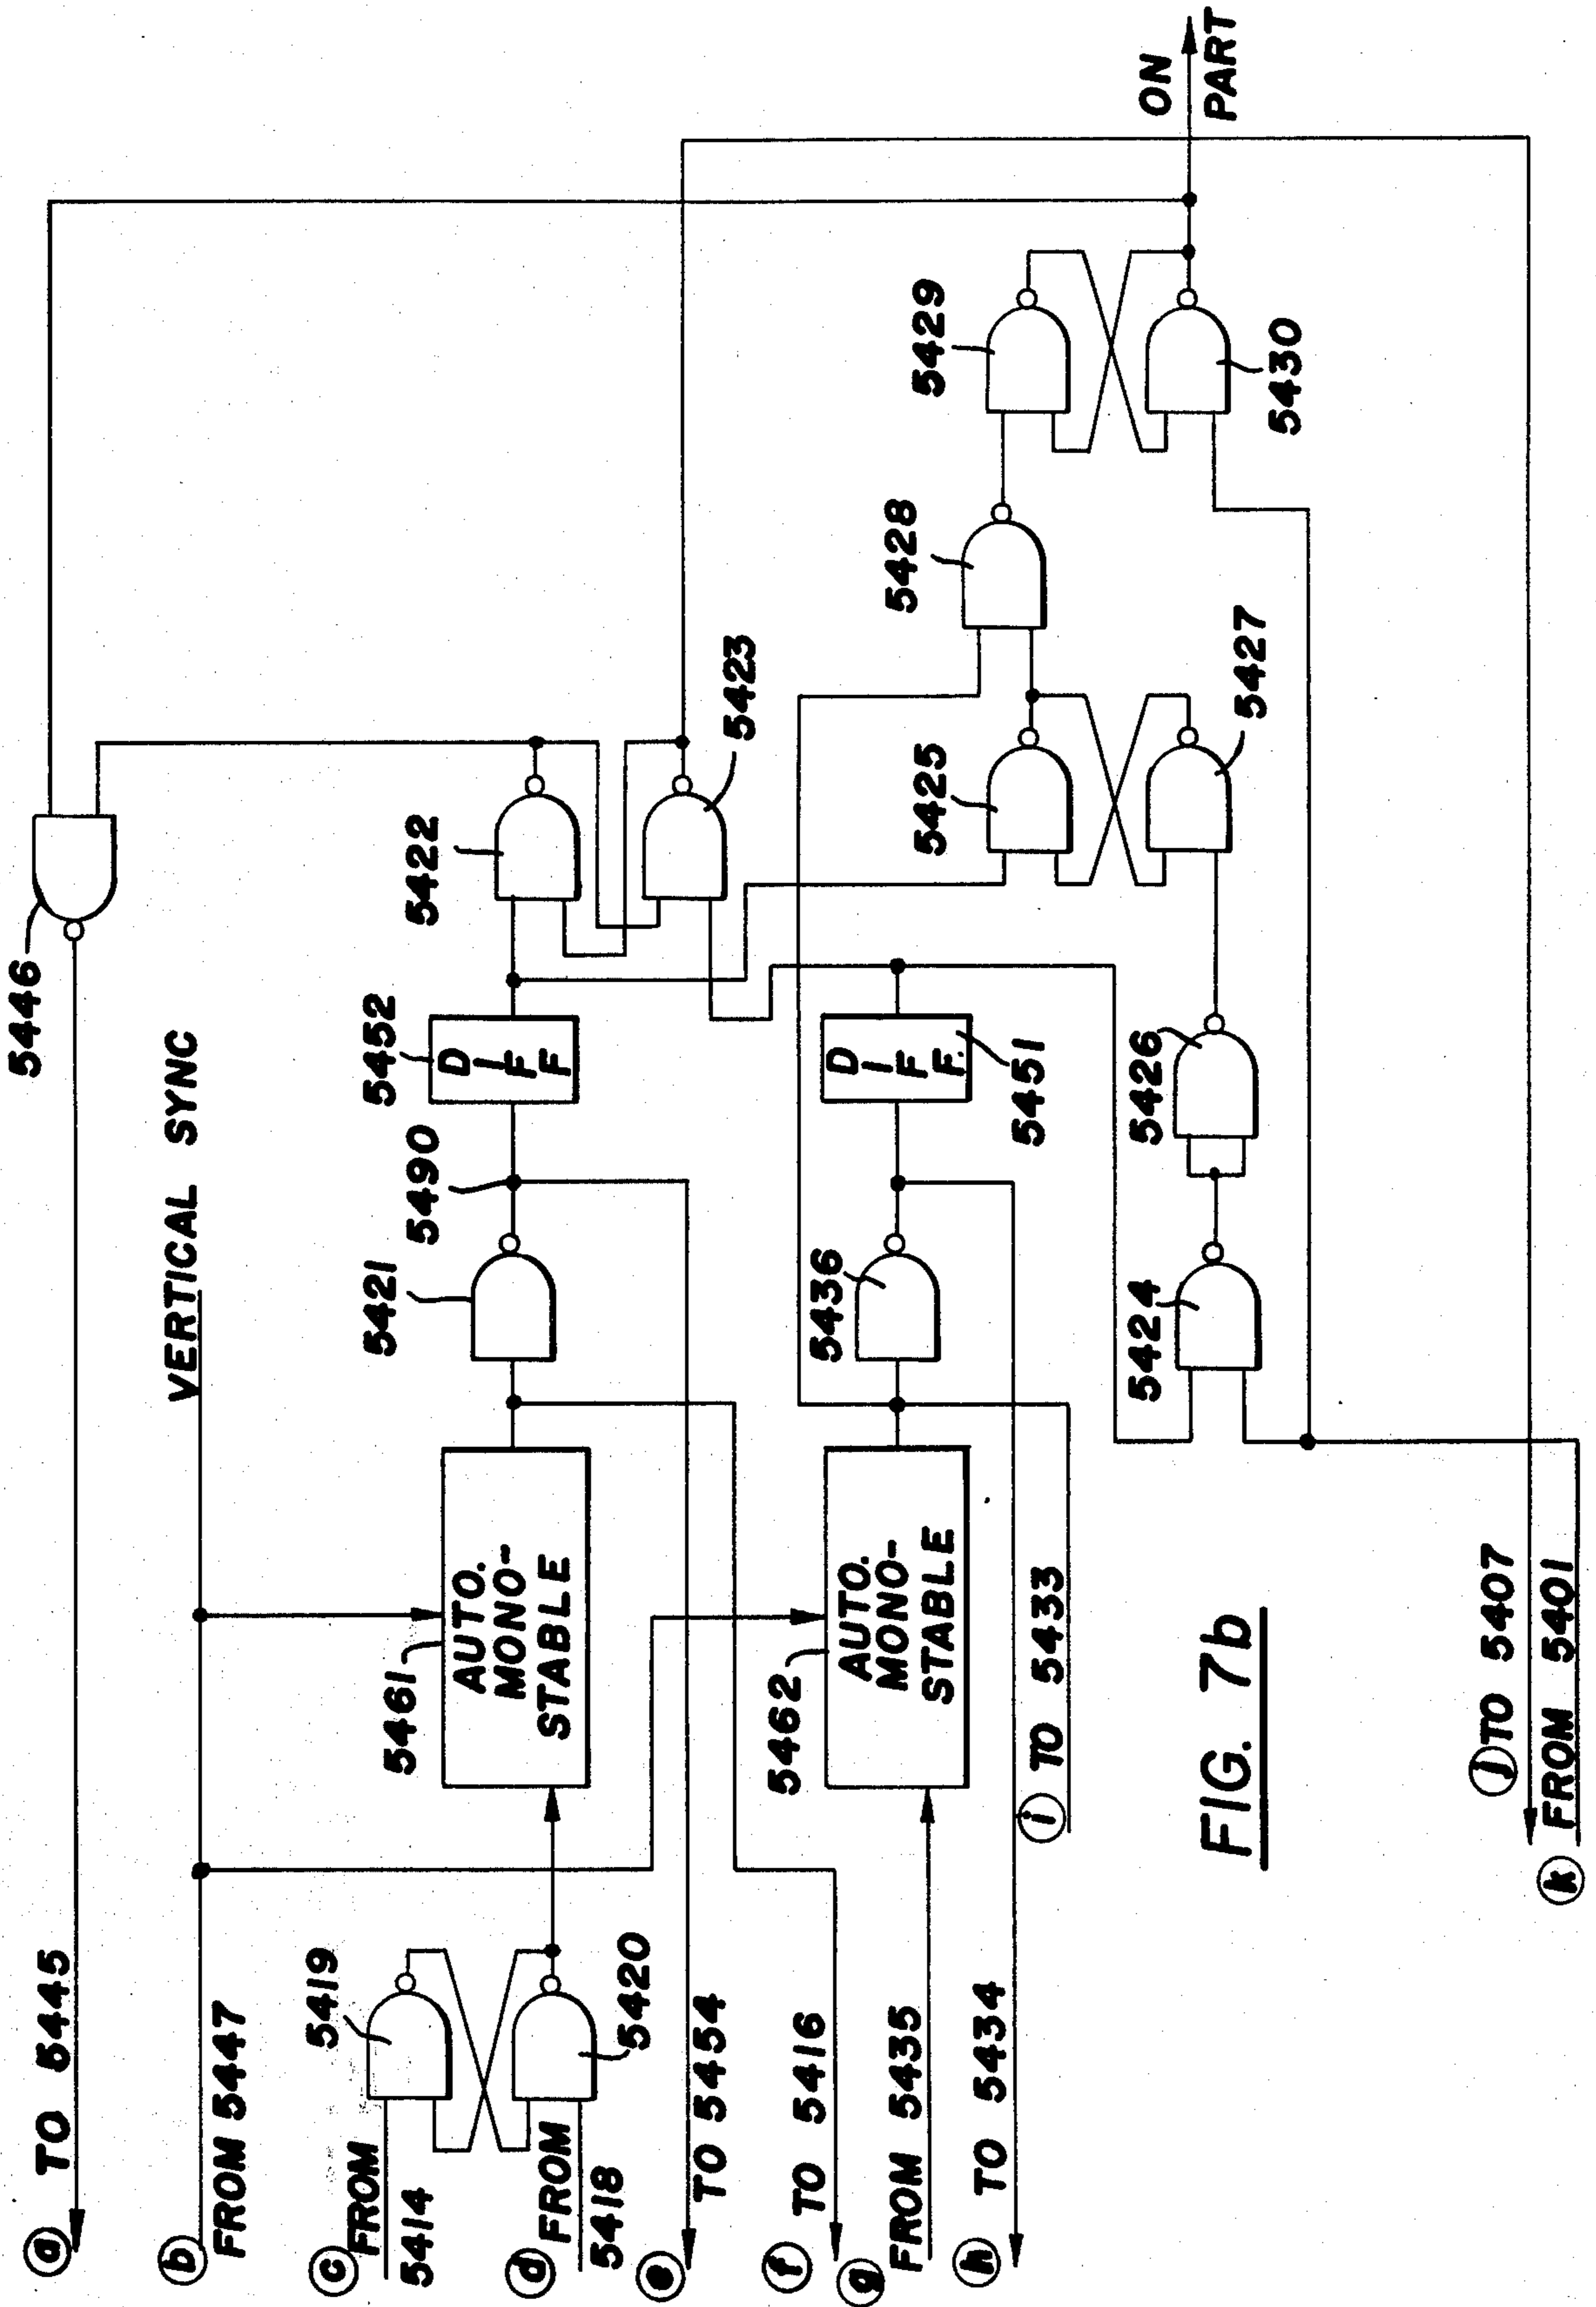 5446
VERTICAL SYNC
ⓐ TO 5445
ⓑ FROM 5447
ⓒ FROM
5414
5419
ⓓ FROM
5418
5420
5461
AUTO.
MONO-
STABLE
5421
5490
5452
DIFF
5422
5423
ⓔ TO 5454
ⓕ TO 5416
ⓖ FROM 5435
5462
AUTO.
MONO-
STABLE
5436
DIFF.
5451
5425
5427
5428
5429
5430
ON
PART
ⓗ TO 5434
ⓘ TO 5433
5424
5426
FIG. 7b
ⓙ TO 5407
ⓚ FROM 5401